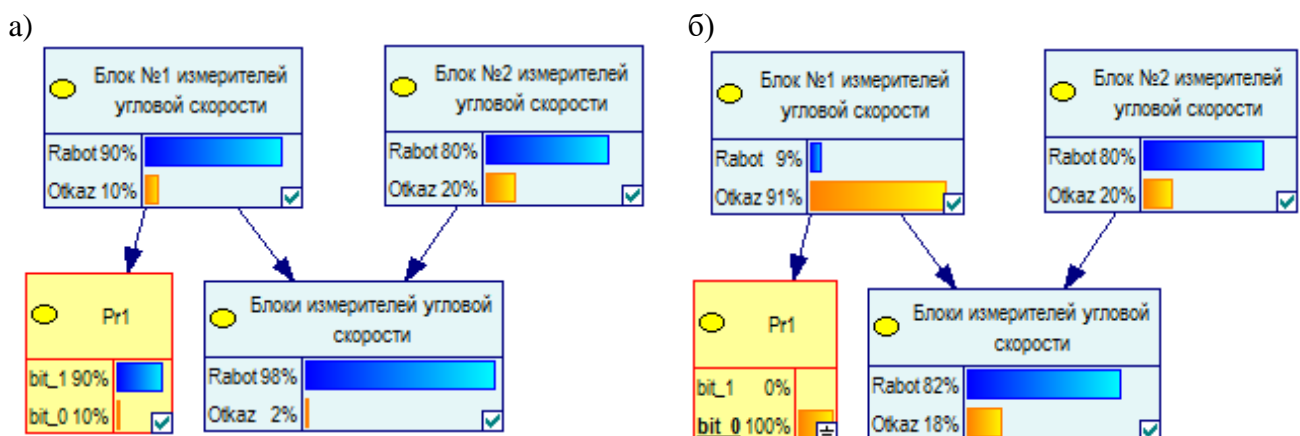 а)
Блок №1 измерителей
угловой скорости
Rabot 90%
Otkaz 10%
Блок №2 измерителей
угловой скорости
Rabot 80%
Otkaz 20%
Pr1
bit_1 90%
bit_0 10%
Блоки измерителей угловой
скорости
Rabot 98%
Otkaz 2%
б)
Блок №1 измерителей
угловой скорости
Rabot 9%
Otkaz 91%
Блок №2 измерителей
угловой скорости
Rabot 80%
Otkaz 20%
Pr1
bit_1 0%
bit_0 100%
Блоки измерителей угловой
скорости
Rabot 82%
Otkaz 18%